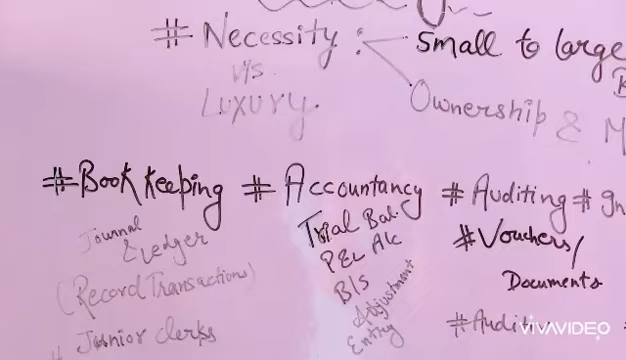 # Necessity : Small to large
v/s
Luxury.
Ownership & M
# Book keeping
Journal
& Ledger
(Record Transactions)
# Junior clerks
# Accountancy
Trial Bal.
P&L A/c
B/S
Adjustment
Entry
# Auditing
# Vouchers/
Documents
# Audit
VIVAVIDEO